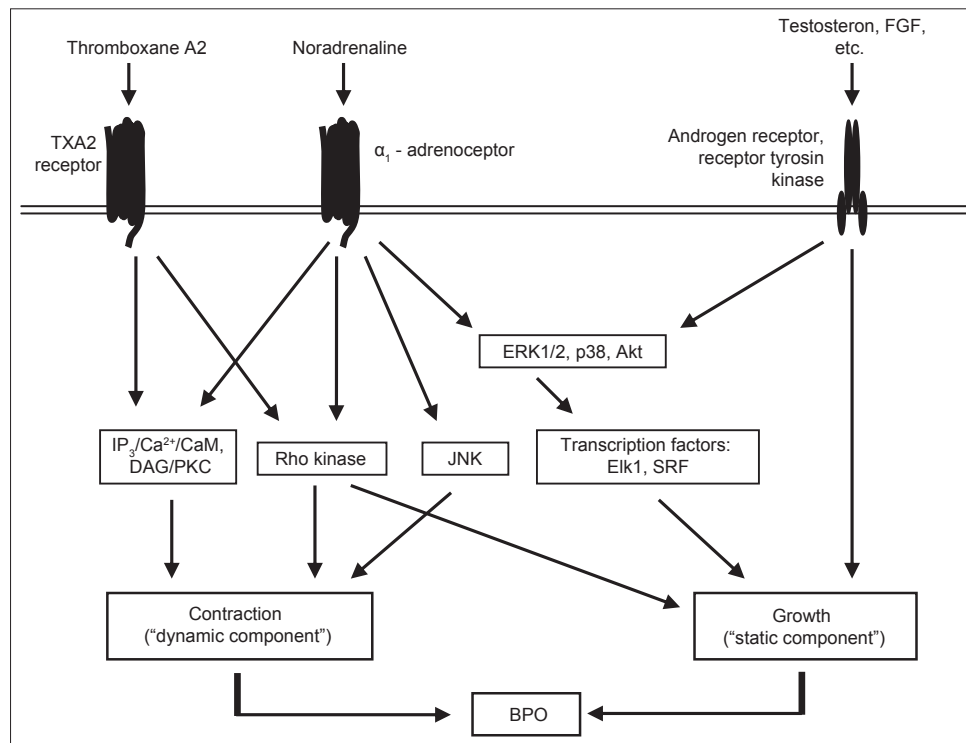 Thromboxane A2
Noradrenaline
Testosteron, FGF,
etc.
TXA2
receptor
α₁ - adrenoceptor
Androgen receptor,
receptor tyrosin
kinase
ERK1/2, p38, Akt
IP₃/Ca²⁺/CaM,
DAG/PKC
Rho kinase
JNK
Transcription factors:
Elk1, SRF
Contraction
(“dynamic component”)
Growth
(“static component”)
BPO